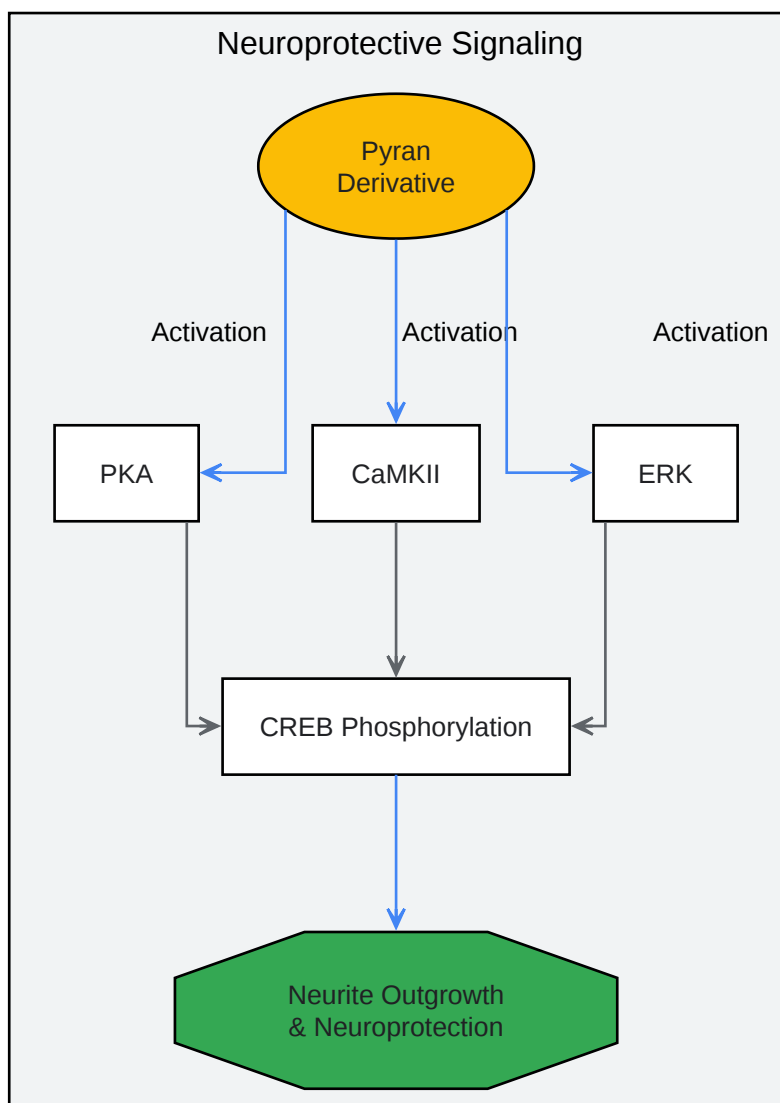 Neuroprotective Signaling
Pyran
Derivative
Activation
Activation
Activation
PKA
CaMKII
ERK
CREB Phosphorylation
Neurite Outgrowth
& Neuroprotection